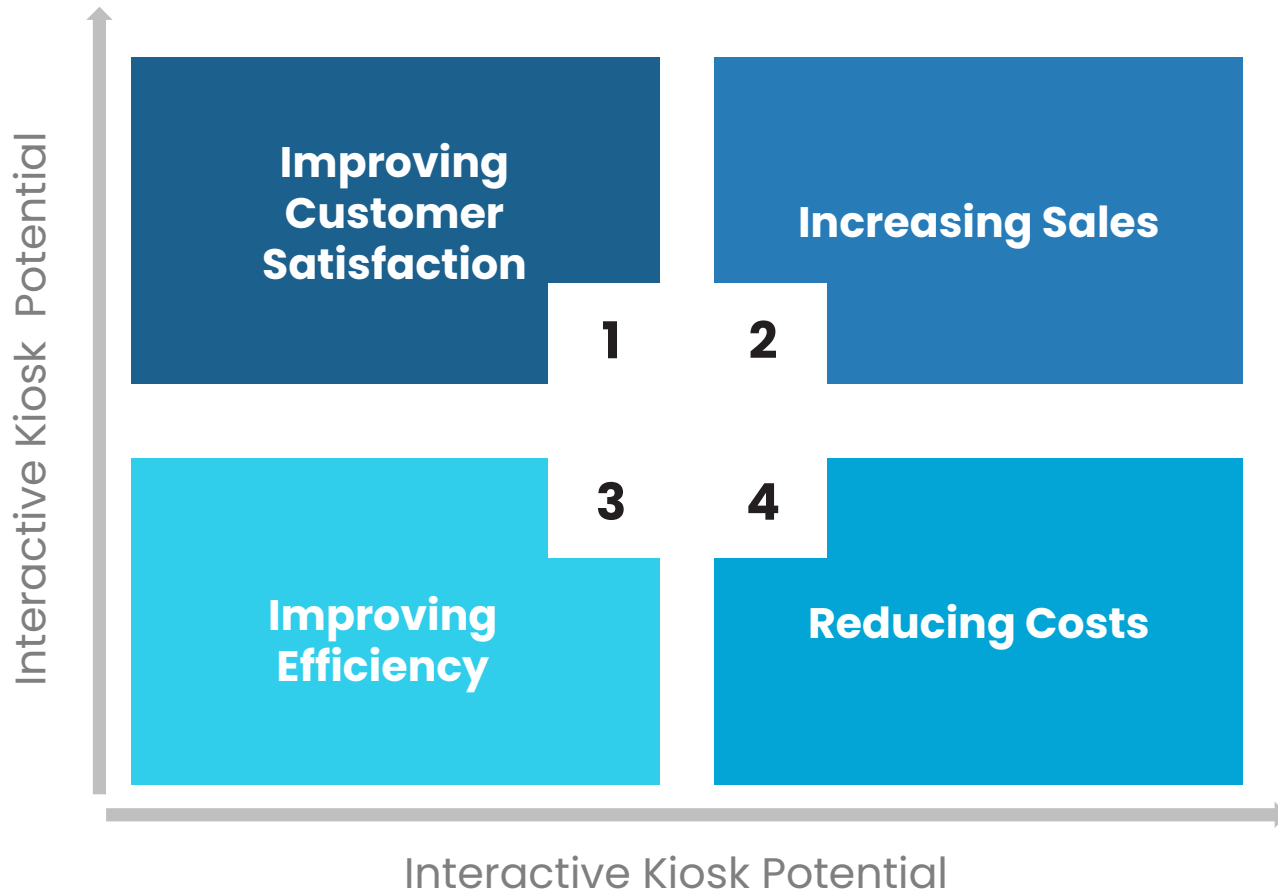 Interactive Kiosk  Potential
Improving
Customer
Satisfaction
1
Increasing Sales
2
Improving
Efficiency
3
Reducing Costs
4
Interactive Kiosk Potential